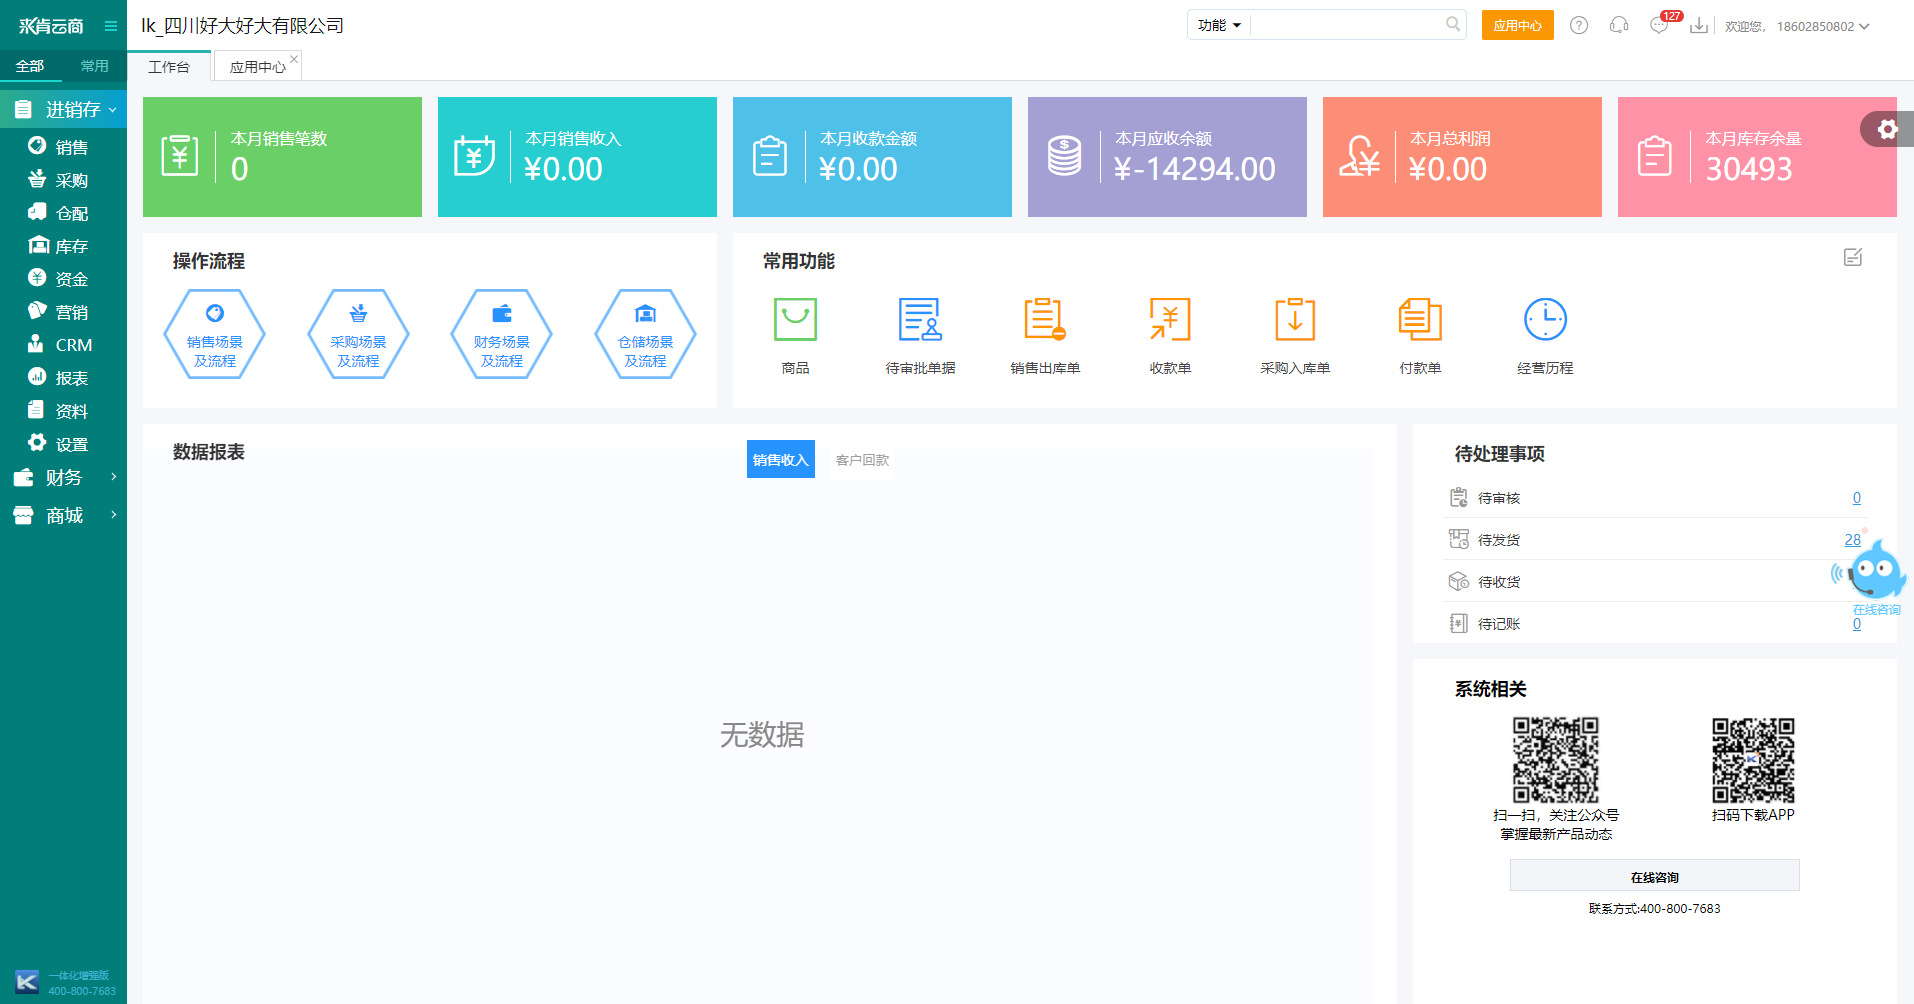 来肯云商
lk_四川好大好大有限公司
功能
应用中心
127
欢迎您,
18602850802
全部
常用
工作台
应用中心
进销存
销售
采购
仓配
库存
资金
营销
CRM
报表
资料
设置
财务
商城
一体化增强版
400-800-7683
本月销售笔数
0
本月销售收入
¥0.00
本月收款金额
¥0.00
本月应收余额
¥-14294.00
本月总利润
¥0.00
本月库存余量
30493
操作流程
销售场景
及流程
采购场景
及流程
财务场景
及流程
仓储场景
及流程
常用功能
商品
待审批单据
销售出库单
收款单
采购入库单
付款单
经营历程
数据报表
销售收入
客户回款
无数据
待处理事项
待审核
0
待发货
28
待收货
待记账
0
在线咨询
系统相关
扫一扫，关注公众号
掌握最新产品动态
扫码下载APP
在线咨询
联系方式:400-800-7683